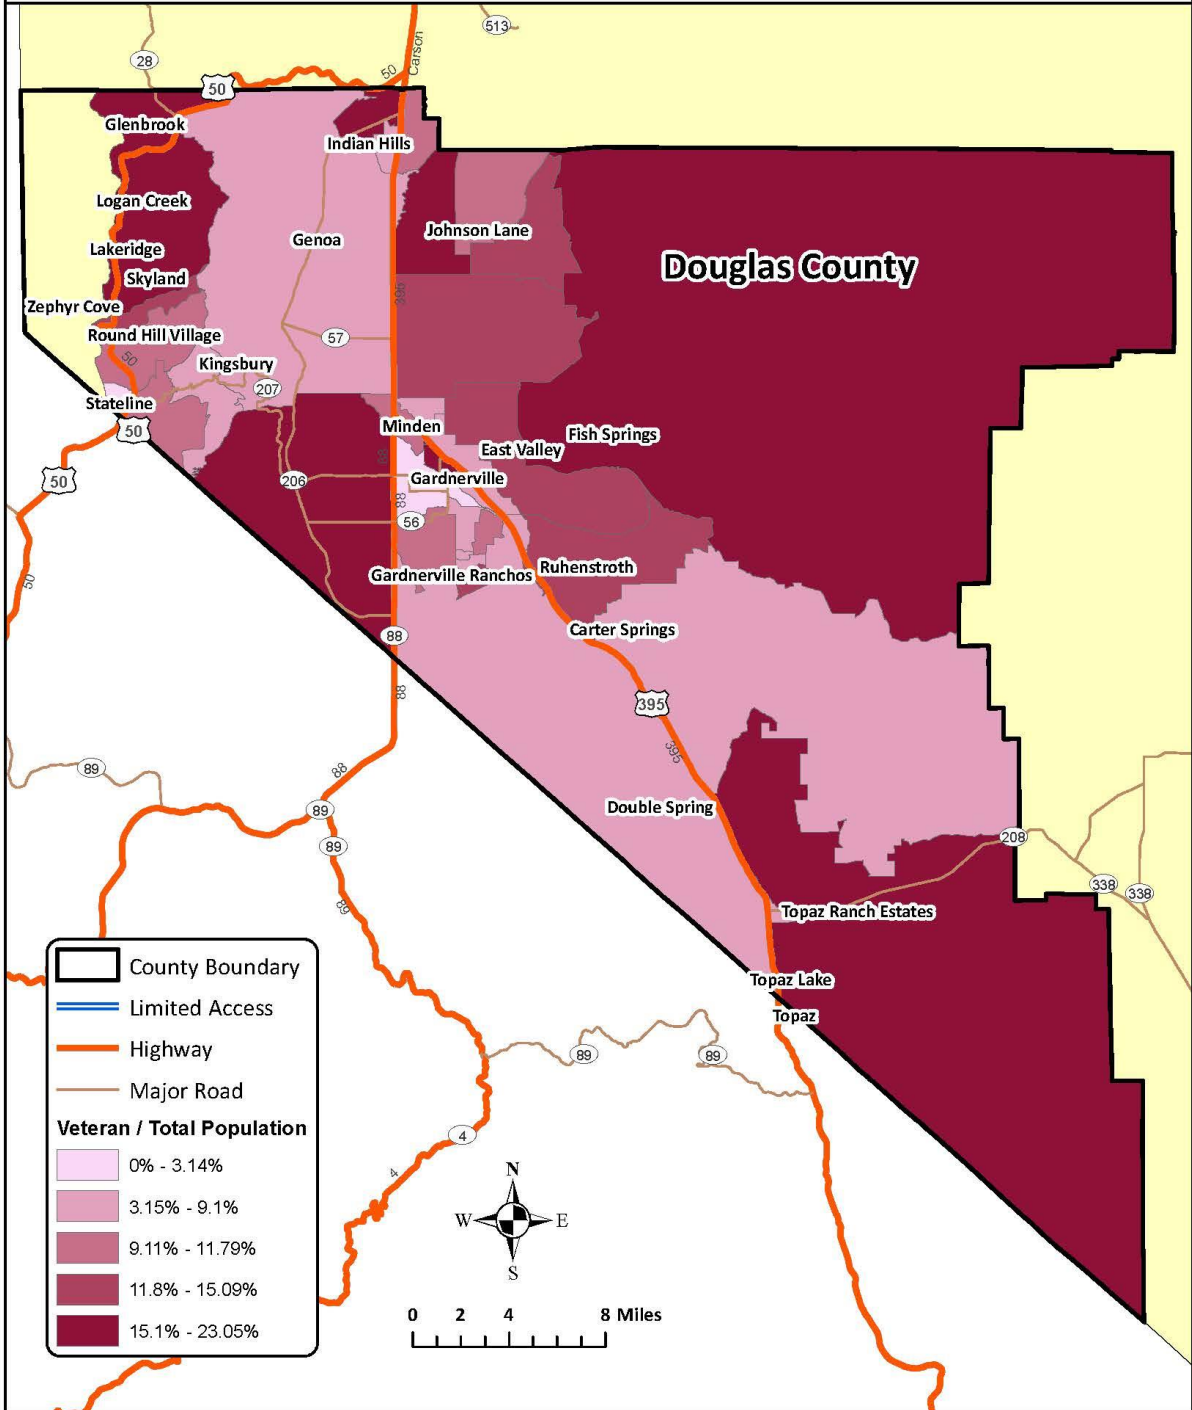 513
28
50
Carson
50
Glenbrook
Indian Hills
Logan Creek
Johnson Lane
Genoa
Lakeridge
Douglas County
Skyland
395
Zephyr Cove
Round Hill Village
57
50
Kingsbury
207
Stateline
50
Minden
Fish Springs
East Valley
88
50
206
Gardnerville
88
56
50
Ruhenstroth
Gardnerville Ranchos
Carter Springs
88
88
395
395
89
88
Double Spring
89
208
89
338
338
89
Topaz Ranch Estates
Topaz Lake
Topaz
89
89
4
4
County Boundary
Limited Access
Highway
Major Road
Veteran / Total Population
0% - 3.14%
3.15% - 9.1%
9.11% - 11.79%
11.8% - 15.09%
15.1% - 23.05%
N
W E
S
0 2 4 8 Miles